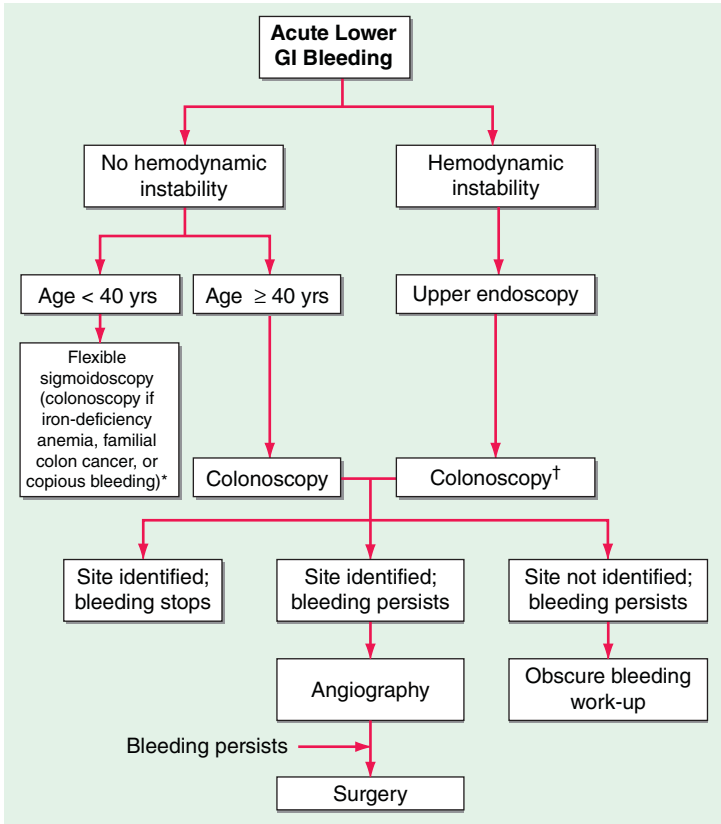 Acute Lower
GI Bleeding
No hemodynamic
instability
Hemodynamic
instability
Age < 40 yrs
Age ≥ 40 yrs
Upper endoscopy
Flexible
sigmoidoscopy
(colonoscopy if
iron-deficiency
anemia, familial
colon cancer, or
copious bleeding)*
Colonoscopy
Colonoscopy†
Site identified;
bleeding stops
Site identified;
bleeding persists
Site not identified;
bleeding persists
Angiography
Obscure bleeding
work-up
Bleeding persists
Surgery